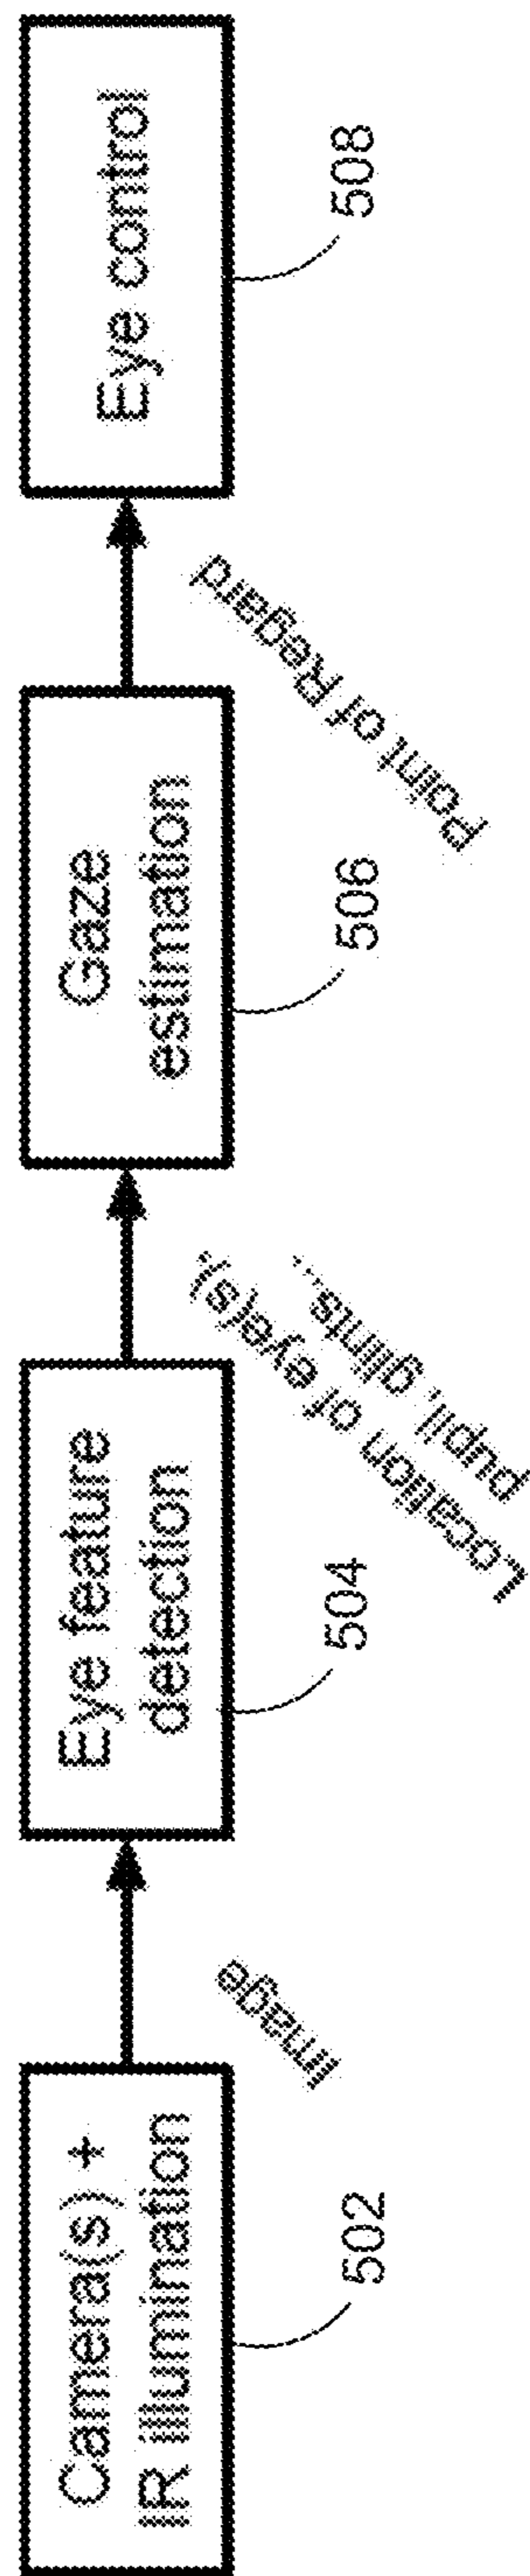 Camera(s) +
IR illumination
502
Image
Eye feature
detection
504
Location of eye(s),
pupil, glints...
Gaze
estimation
506
Point of Regard
Eye control
508